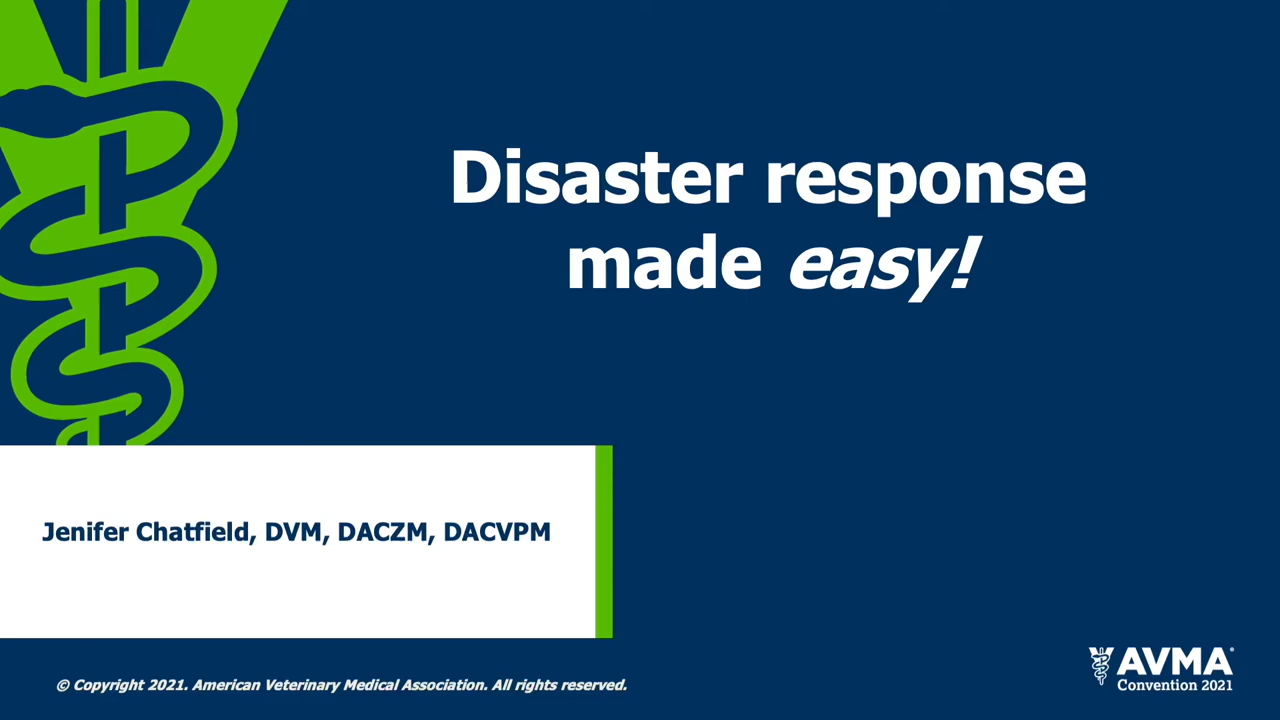 Disaster response
made easy!
Jenifer Chatfield, DVM, DACZM, DACVPM
© Copyright 2021. American Veterinary Medical Association. All rights reserved.
AVMA®
Convention 2021